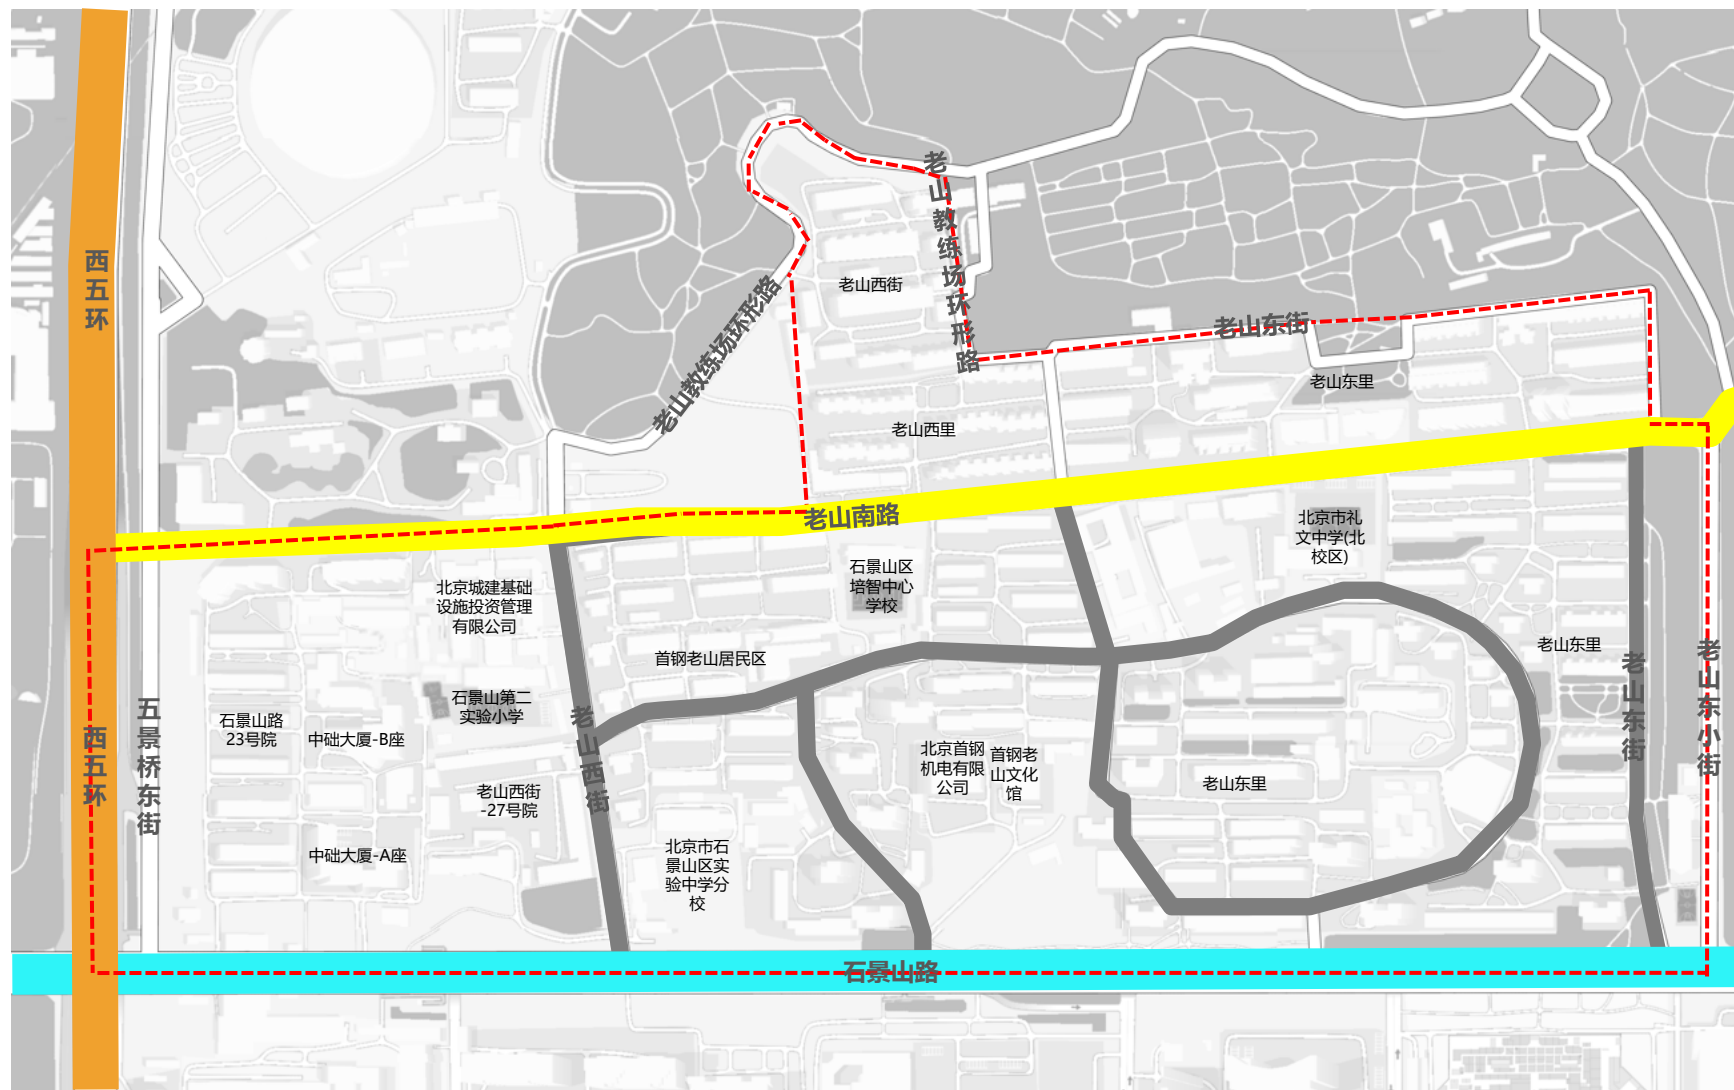 西五环
老山教练场环形路
老山教练场环形路
老山西街
老山东街
老山东里
老山西里
老山南路
北京市礼
文中学(北
校区)
石景山区
培智中心
学校
北京城建基础
设施投资管理
有限公司
首钢老山居民区
老山东里
老山东街
老山东小街
石景山第二
实验小学
石景山路
23号院
中础大厦-B座
西五环
五景桥东街
老山西街
北京首钢
机电有限
公司
首钢老
山文化
馆
老山东里
老山西街
-27号院
中础大厦-A座
北京市石
景山区实
验中学分
校
石景山路